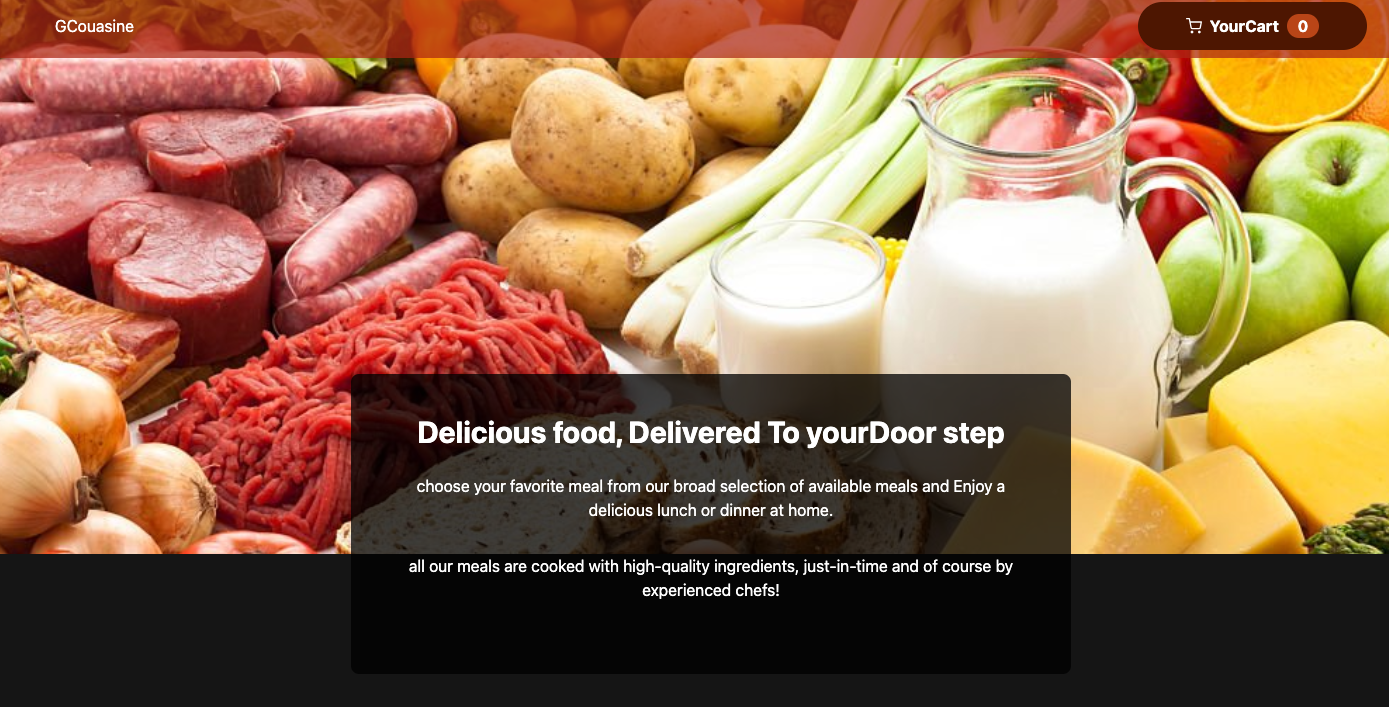 GCouasine
YourCart 0
Delicious food, Delivered To yourDoor step
choose your favorite meal from our broad selection of available meals and Enjoy a
delicious lunch or dinner at home.
all our meals are cooked with high-quality ingredients, just-in-time and of course by
experienced chefs!